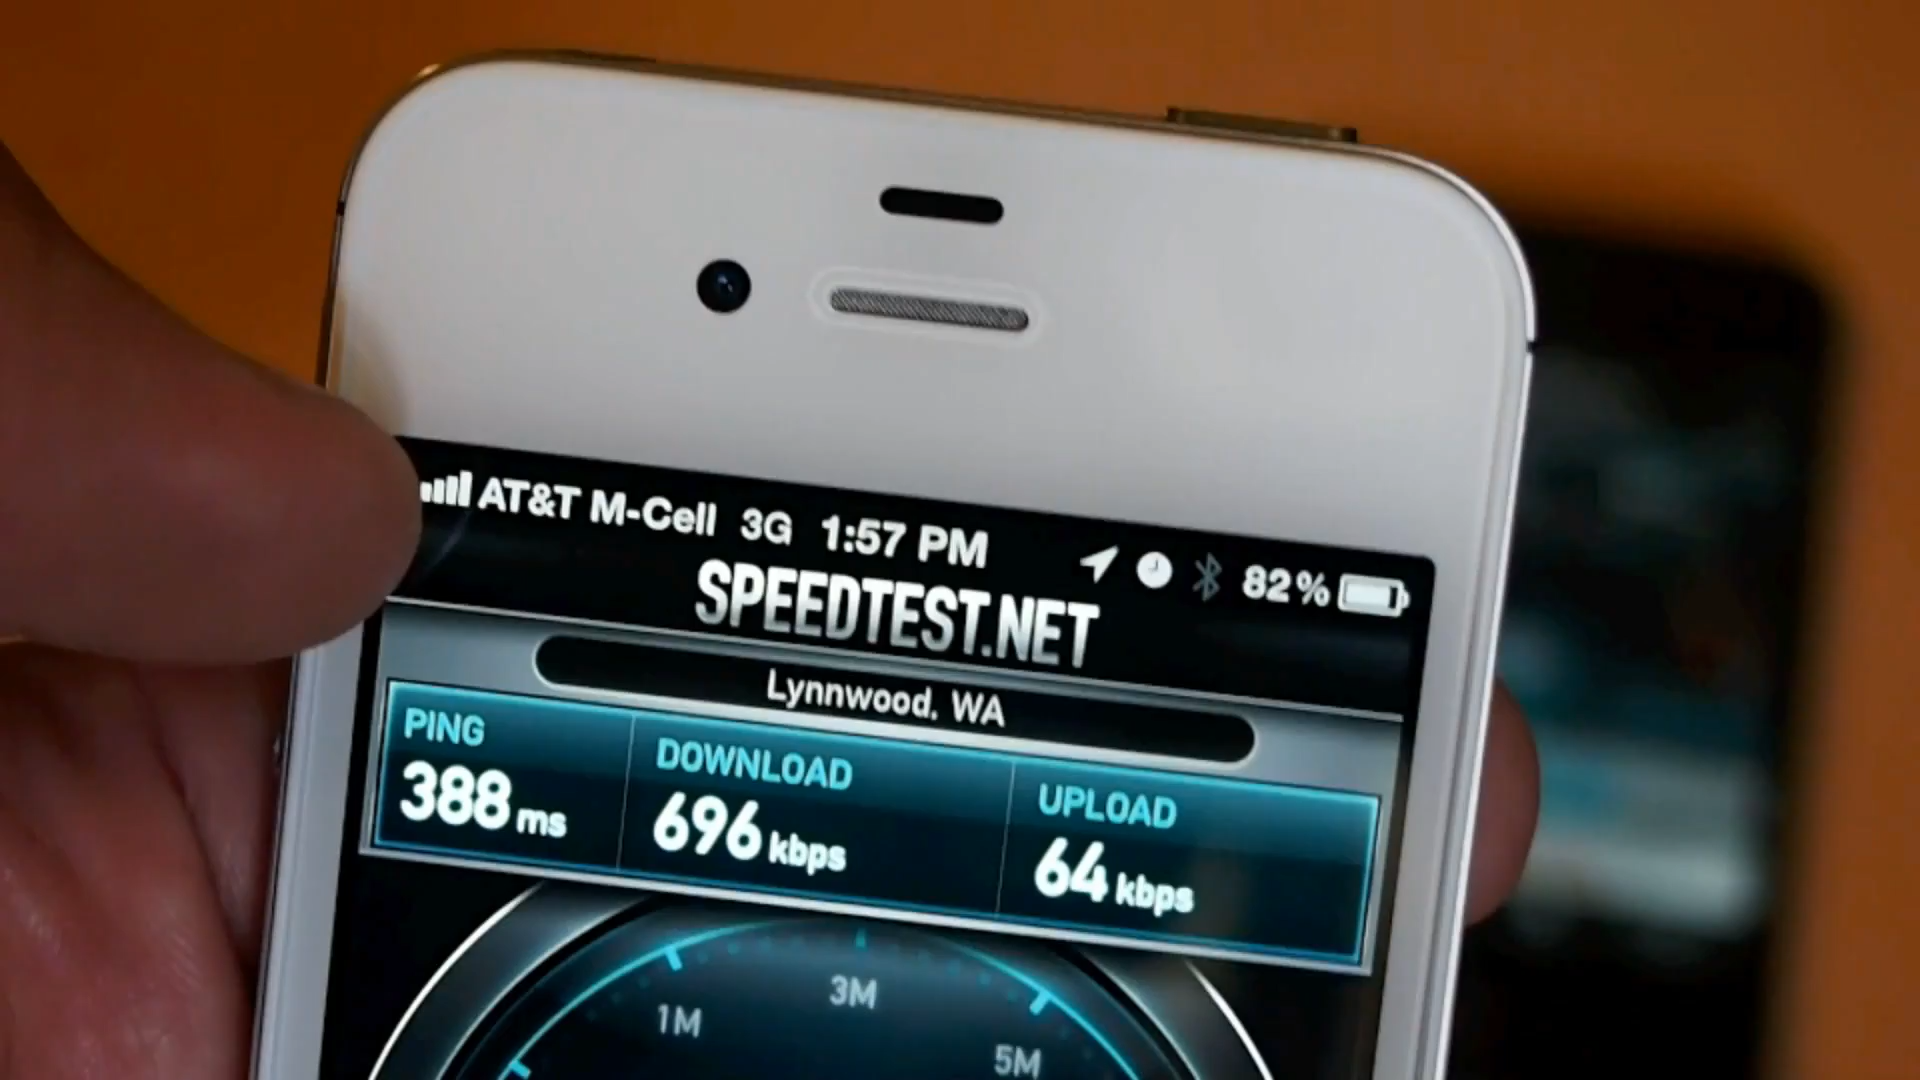 AT&T M-Cell 3G 1:57 PM 82%
SPEEDTEST.NET
Lynnwood, WA
PING DOWNLOAD UPLOAD
388 ms 696 kbps 64 kbps
1M 3M 5M